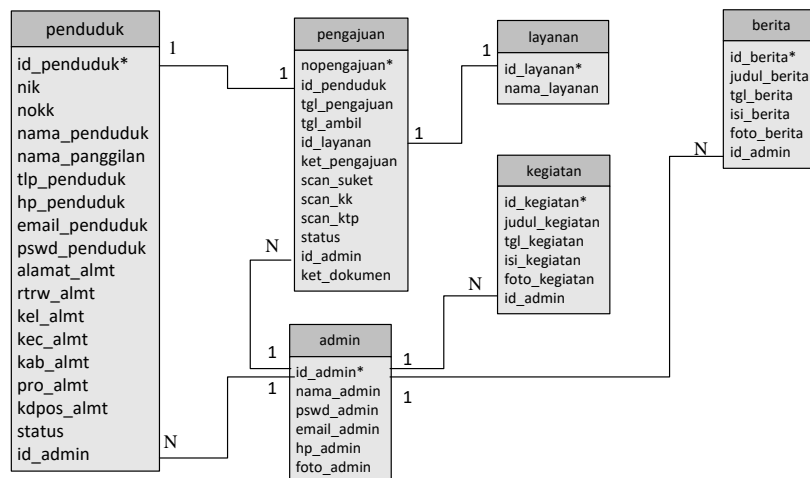 penduduk
id_penduduk*
nik
nokk
nama_penduduk
nama_panggilan
tlp_penduduk
hp_penduduk
email_penduduk
pswd_penduduk
alamat_almt
rtrw_almt
kel_almt
kec_almt
kab_almt
pro_almt
kdpos_almt
status
id_admin
1
1
N
1
pengajuan
nopengajuan*
id_penduduk
tgl_pengajuan
tgl_ambil
id_layanan
ket_pengajuan
scan_suket
scan_kk
scan_ktp
status
id_admin
ket_dokumen
1
1
N
1
layanan
id_layanan*
nama_layanan
kegiatan
id_kegiatan*
judul_kegiatan
tgl_kegiatan
isi_kegiatan
foto_kegiatan
id_admin
N
1
admin
id_admin*
nama_admin
pswd_admin
email_admin
hp_admin
foto_admin
1
N
berita
id_berita*
judul_berita
tgl_berita
isi_berita
foto_berita
id_admin